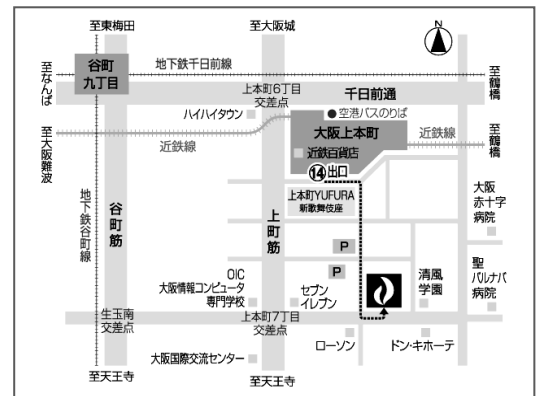 至東梅田
至大阪城
谷町
九丁目
地下鉄千日前線
至なんば
上本町6丁目
交差点
千日前通
至鶴橋
ハイハイタウン
空港バスのりば
大阪上本町
近鉄百貨店
近鉄線
近鉄線
至大阪難波
至鶴橋
⑭出口
上本町YUFURA
新歌舞伎座
大阪
赤十字
病院
地下鉄谷町線
谷町筋
上町筋
P
P
OIC
大阪情報コンピュータ
専門学校
セブン
イレブン
清風
学園
聖
バルナバ
病院
生玉南
交差点
上本町7丁目
交差点
大阪国際交流センター
ローソン
ドン・キホーテ
至天王寺
至天王寺
N